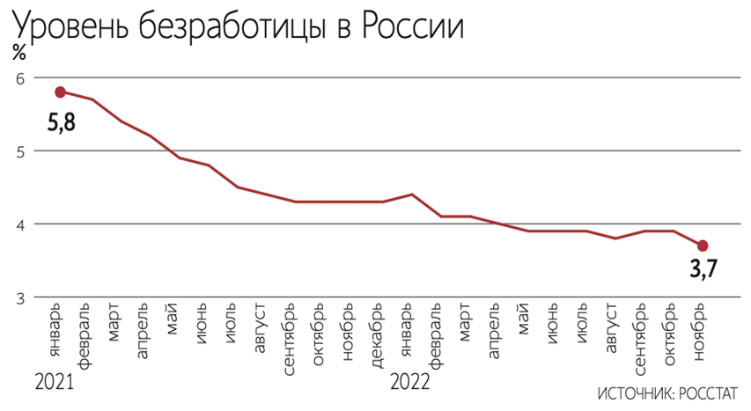 Уровень безработицы в России
%
6
5,8
5
4
3,7
3
январь
февраль
март
апрель
май
июнь
июль
август
сентябрь
октябрь
ноябрь
декабрь
январь
февраль
март
апрель
май
июнь
июль
август
сентябрь
октябрь
ноябрь
2021
2022
ИСТОЧНИК: РОССТАТ